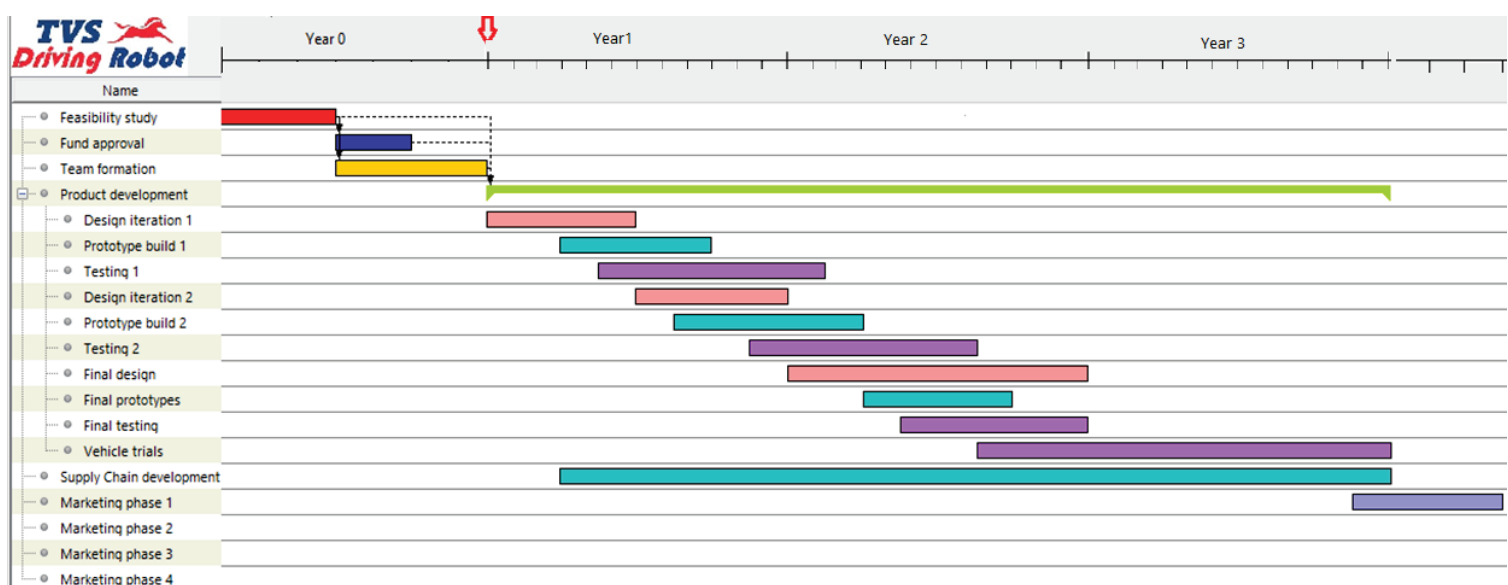 TVS
Driving Robot
Year 0
Year1
Year 2
Year 3
Name
Feasibility study
Fund approval
Team formation
Product development
Design iteration 1
Prototype build 1
Testing 1
Design iteration 2
Prototype build 2
Testing 2
Final design
Final prototypes
Final testing
Vehicle trials
Supply Chain development
Marketing phase 1
Marketing phase 2
Marketing phase 3
Marketing phase 4